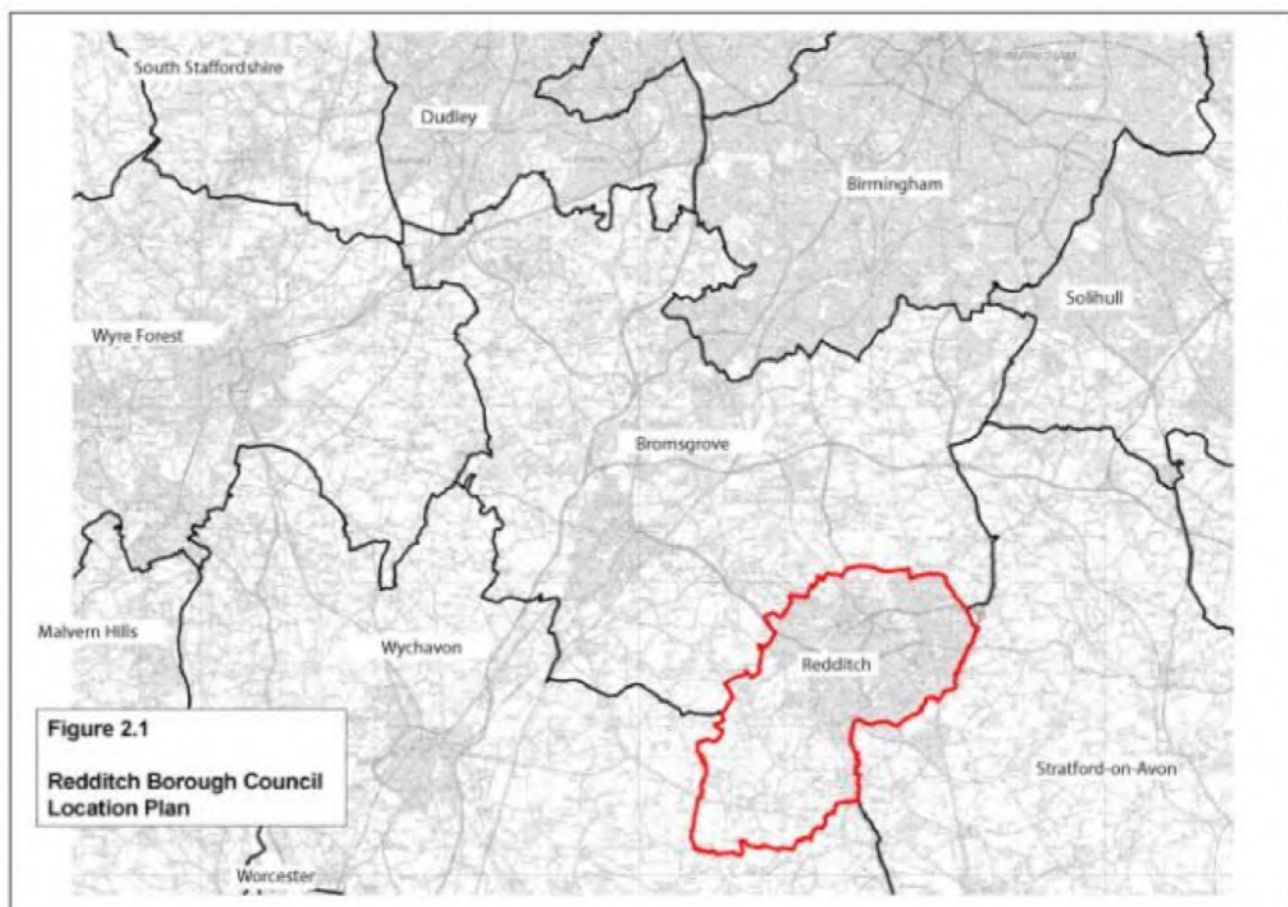 South Staffordshire
Dudley
Birmingham
Solihull
Wyre Forest
Bromsgrove
Malvern Hills
Wychavon
Redditch
Stratford-on-Avon
Figure 2.1
Redditch Borough Council
Location Plan
Worcester